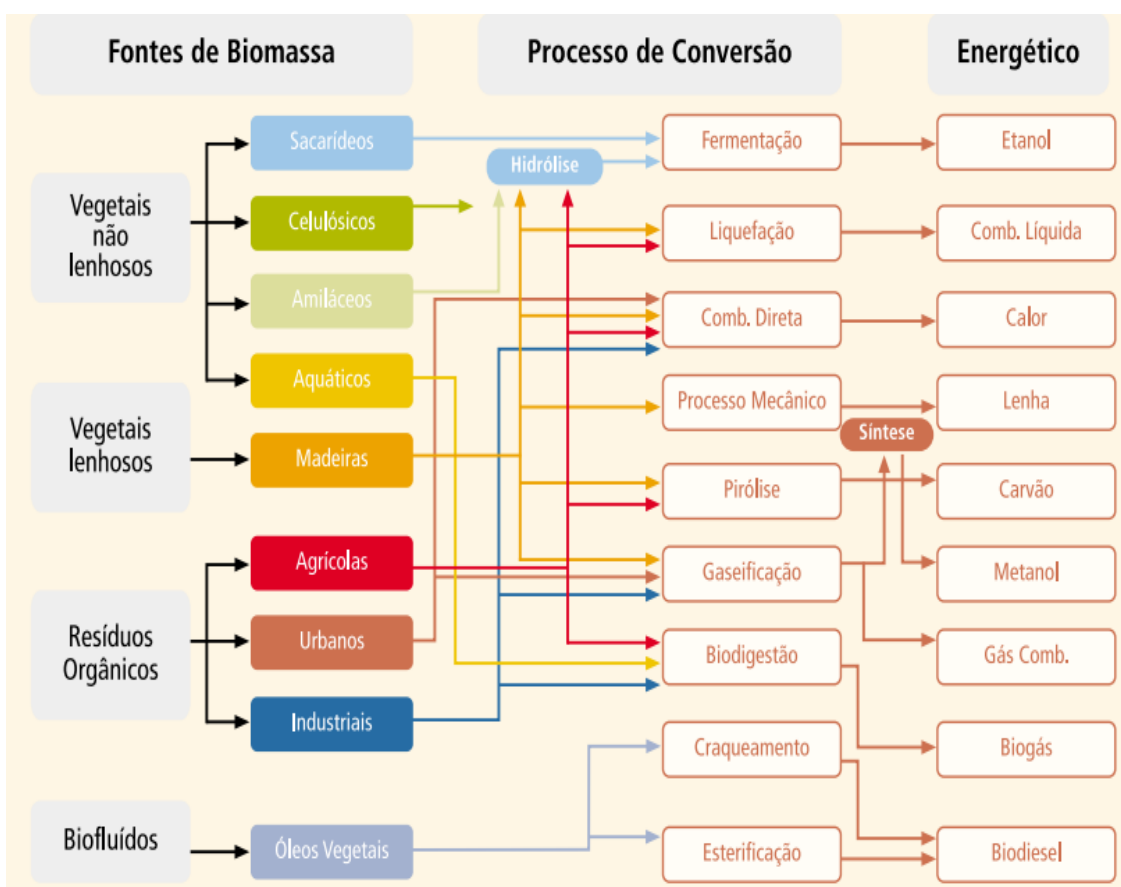 Fontes de Biomassa
Processo de Conversão
Energético
Vegetais
não
lenhosos
Vegetais
lenhosos
Resíduos
Orgânicos
Biofluídos
Sacarídeos
Celulósicos
Amiláceos
Aquáticos
Madeiras
Agrícolas
Urbanos
Industriais
Óleos Vegetais
Hidrólise
Fermentação
Liquefação
Comb. Direta
Processo Mecânico
Pirólise
Gaseificação
Biodigestão
Craqueamento
Esterificação
Síntese
Etanol
Comb. Líquida
Calor
Lenha
Carvão
Metanol
Gás Comb.
Biogás
Biodiesel